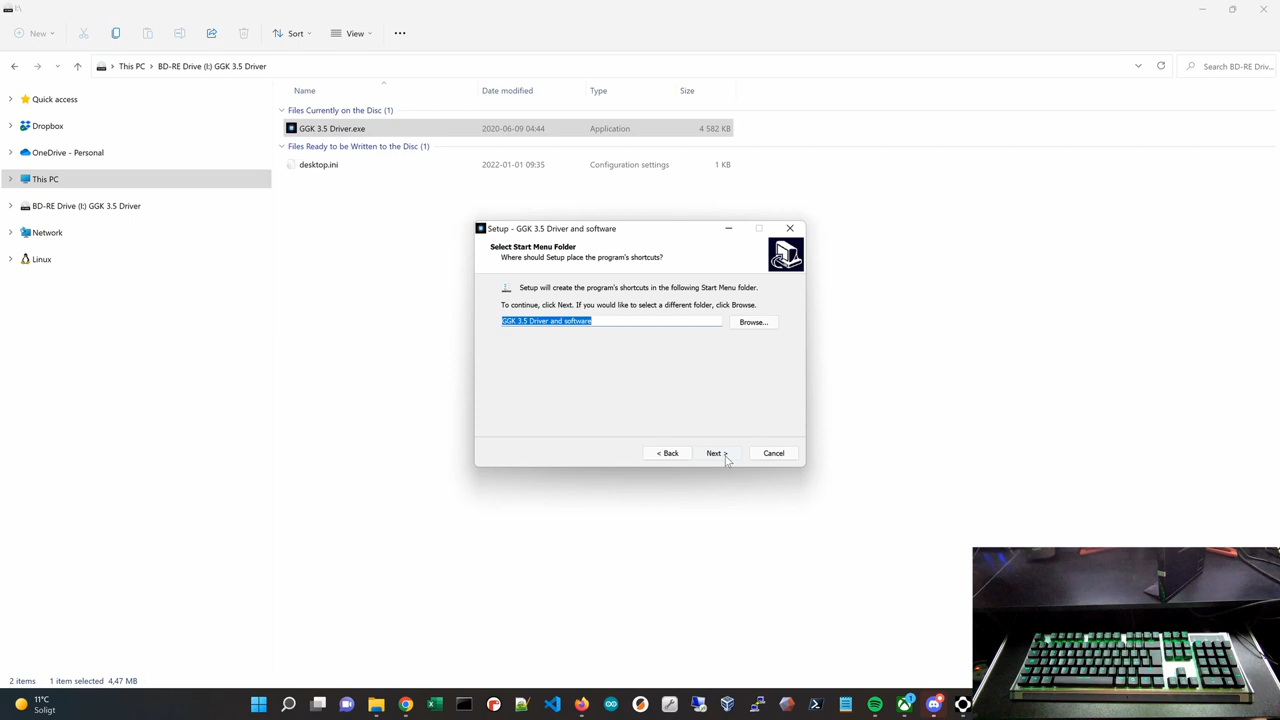 I:\
New
Sort
View
This PC > BD-RE Drive (I:) GGK 3.5 Driver
Search BD-RE Driv...
Name
Date modified
Type
Size
Quick access
Dropbox
OneDrive - Personal
This PC
BD-RE Drive (I:) GGK 3.5 Driver
Network
Linux
Files Currently on the Disc (1)
GGK 3.5 Driver.exe 2020-06-09 04:44 Application 4 582 KB
Files Ready to be Written to the Disc (1)
desktop.ini 2022-01-01 09:35 Configuration settings 1 KB
Setup - GGK 3.5 Driver and software
Select Start Menu Folder
Where should Setup place the program's shortcuts?
Setup will create the program's shortcuts in the following Start Menu folder.
To continue, click Next. If you would like to select a different folder, click Browse.
GGK 3.5 Driver and software
Browse...
< Back
Next >
Cancel
2 items
1 item selected 4,47 MB
11°C
Soligt
1